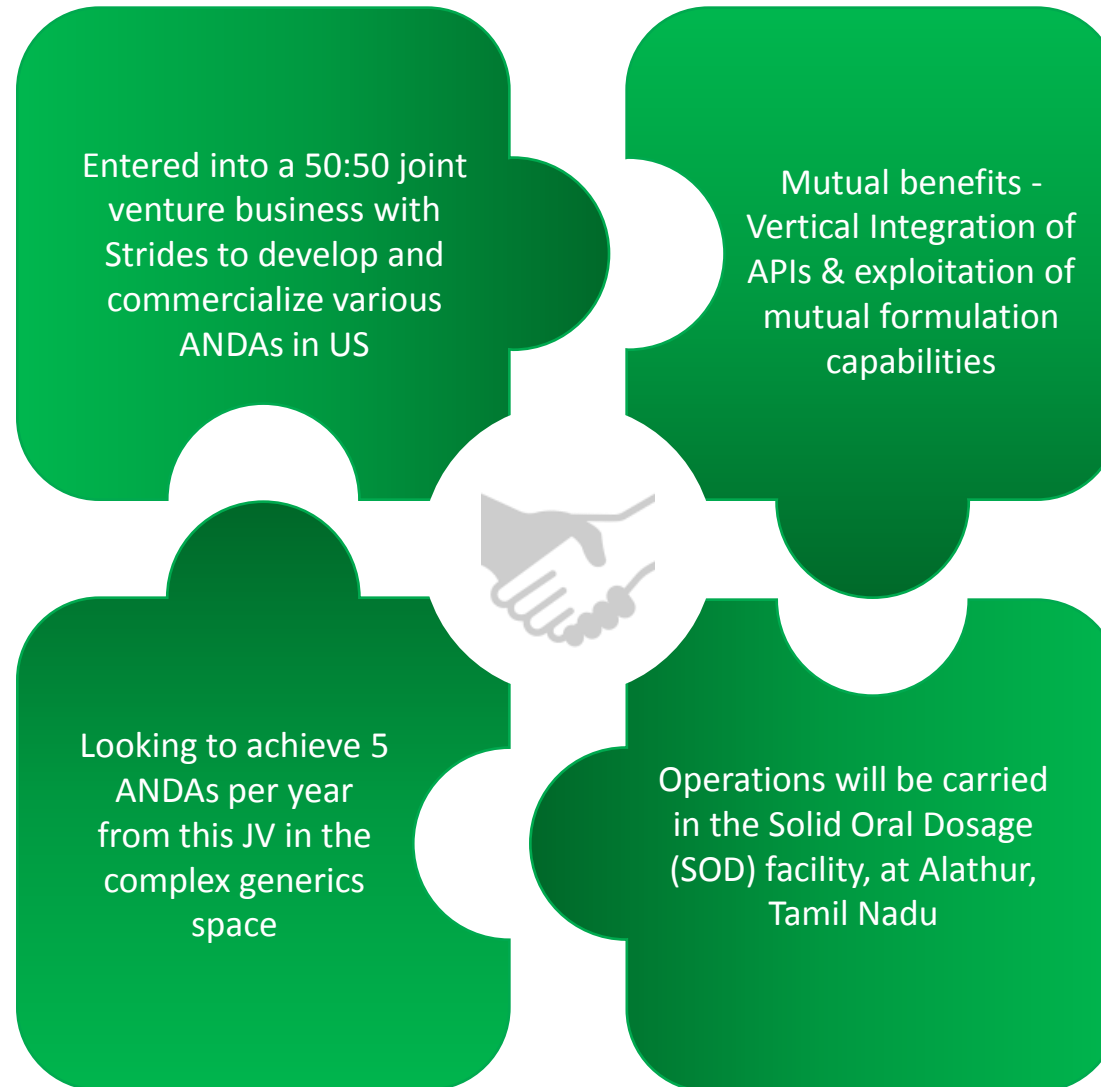 Entered into a 50:50 joint
venture business with
Strides to develop and
commercialize various
ANDAs in US
Mutual benefits -
Vertical Integration of
APIs & exploitation of
mutual formulation
capabilities
Looking to achieve 5
ANDAs per year
from this JV in the
complex generics
space
Operations will be carried
in the Solid Oral Dosage
(SOD) facility, at Alathur,
Tamil Nadu